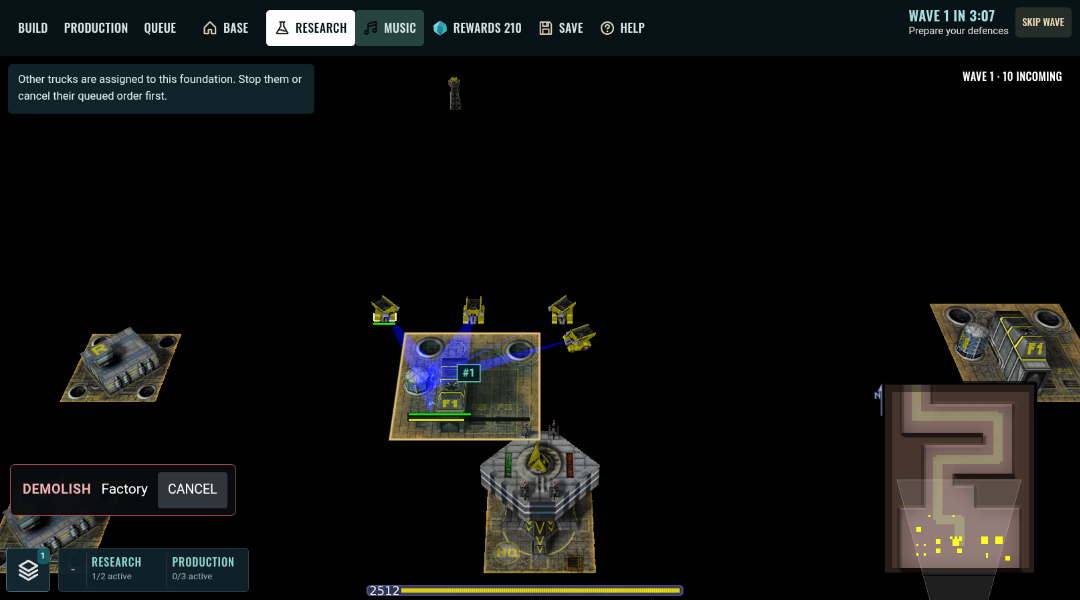 BUILD PRODUCTION QUEUE BASE RESEARCH MUSIC REWARDS 210 SAVE HELP
WAVE 1 IN 3:07
Prepare your defences
SKIP WAVE
Other trucks are assigned to this foundation. Stop them or
cancel their queued order first.
WAVE 1 · 10 INCOMING
R
#1
F1
F1
N
HQ
DEMOLISH Factory CANCEL
1
-
RESEARCH
1/2 active
PRODUCTION
0/3 active
2512